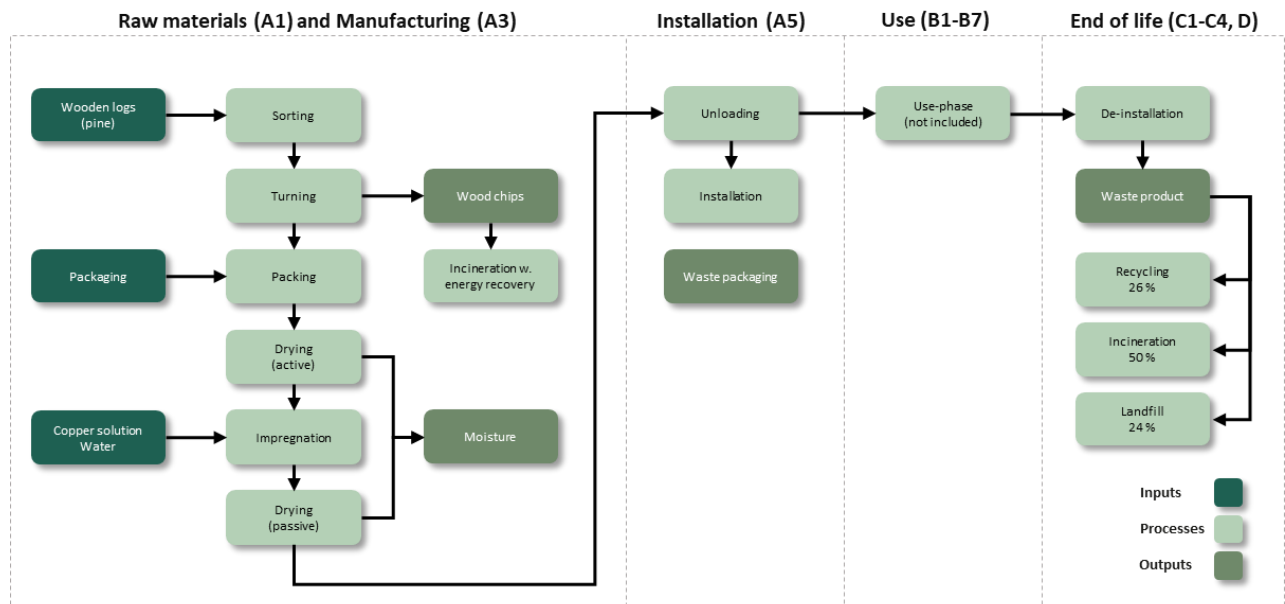 Raw materials (A1) and Manufacturing (A3)
Installation (A5)
Use (B1-B7)
End of life (C1-C4, D)
Wooden logs
(pine)
Sorting
Turning
Wood chips
Packaging
Packing
Incineration w.
energy recovery
Drying
(active)
Copper solution
Water
Impregnation
Moisture
Drying
(passive)
Unloading
Installation
Waste packaging
Use-phase
(not included)
De-installation
Waste product
Recycling
26 %
Incineration
50 %
Landfill
24 %
Inputs
Processes
Outputs